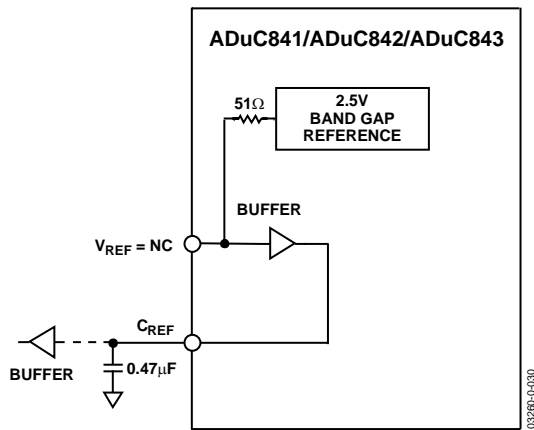 ADuC841/ADuC842/ADuC843
51Ω
2.5V
BAND GAP
REFERENCE
BUFFER
VREF = NC
CREF
BUFFER
0.47μF
03260-0-030